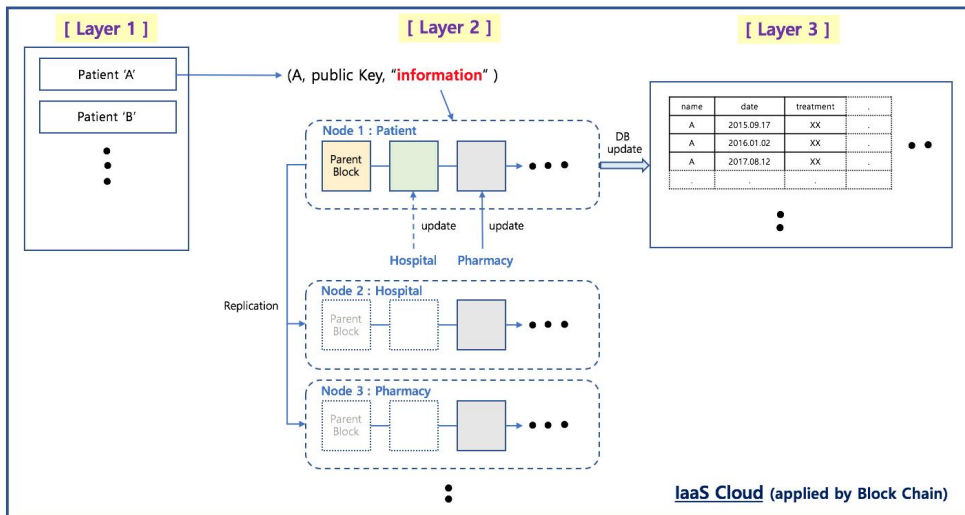 [ Layer 1 ]
[ Layer 2 ]
[ Layer 3 ]
Patient 'A'
Patient 'B'
(A, public Key, "information" )
Node 1 : Patient
Parent
Block
update
update
Hospital
Pharmacy
DB
update
name date treatment .
A 2015.09.17 XX .
A 2016.01.02 XX .
A 2017.08.12 XX .
. . .
Replication
Node 2 : Hospital
Parent
Block
Node 3 : Pharmacy
Parent
Block
IaaS Cloud (applied by Block Chain)